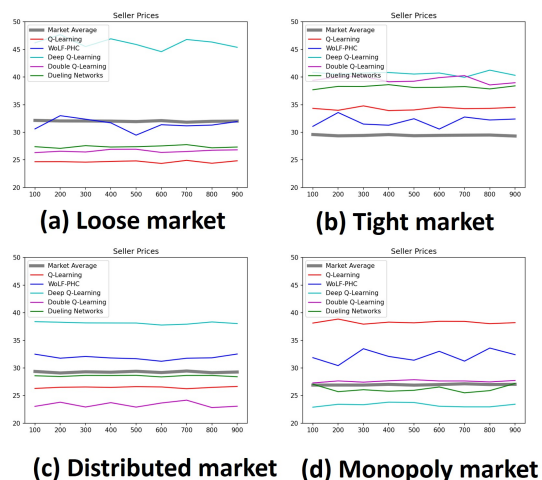 Seller Prices
50
45
40
35
30
25
20
Market Average
Q-Learning
WoLF-PHC
Deep Q-Learning
Double Q-Learning
Dueling Networks
100 200 300 400 500 600 700 800 900
(a) Loose market
Seller Prices
50
45
40
35
30
25
20
Market Average
Q-Learning
WoLF-PHC
Deep Q-Learning
Double Q-Learning
Dueling Networks
100 200 300 400 500 600 700 800 900
(b) Tight market
Seller Prices
50
45
40
35
30
25
20
Market Average
Q-Learning
WoLF-PHC
Deep Q-Learning
Double Q-Learning
Dueling Networks
100 200 300 400 500 600 700 800 900
(c) Distributed market
Seller Prices
50
45
40
35
30
25
20
Market Average
Q-Learning
WoLF-PHC
Deep Q-Learning
Double Q-Learning
Dueling Networks
100 200 300 400 500 600 700 800 900
(d) Monopoly market